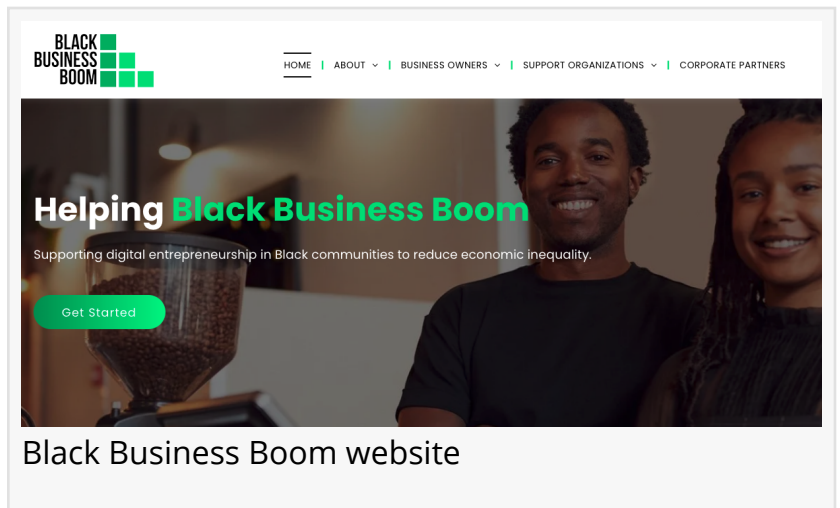 BLACK
BUSINESS
BOOM
HOME | ABOUT | BUSINESS OWNERS | SUPPORT ORGANIZATIONS | CORPORATE PARTNERS
Helping Black Business Boom
Supporting digital entrepreneurship in Black communities to reduce economic inequality.
Get Started
Black Business Boom website